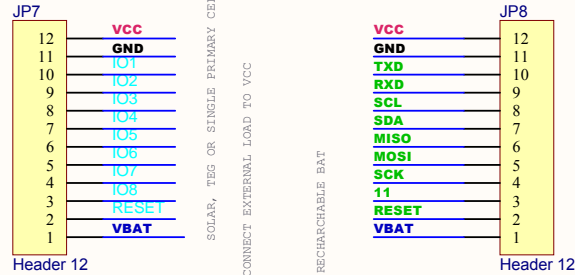 JP7
12 VCC
11 GND
10 IO1
9 IO2
8 IO3
7 IO4
6 IO5
5 IO6
4 IO7
3 IO8
2 RESET
1 VBAT
Header 12
SOLAR, TEG OR SINGLE PRIMARY
CONNECT EXTERNAL LOAD TO VCC
RECHARCHABLE BAT
JP8
VCC 12
GND 11
TXD 10
RXD 9
SCL 8
SDA 7
MISO 6
MOSI 5
SCK 4
11 3
RESET 2
VBAT 1
Header 12